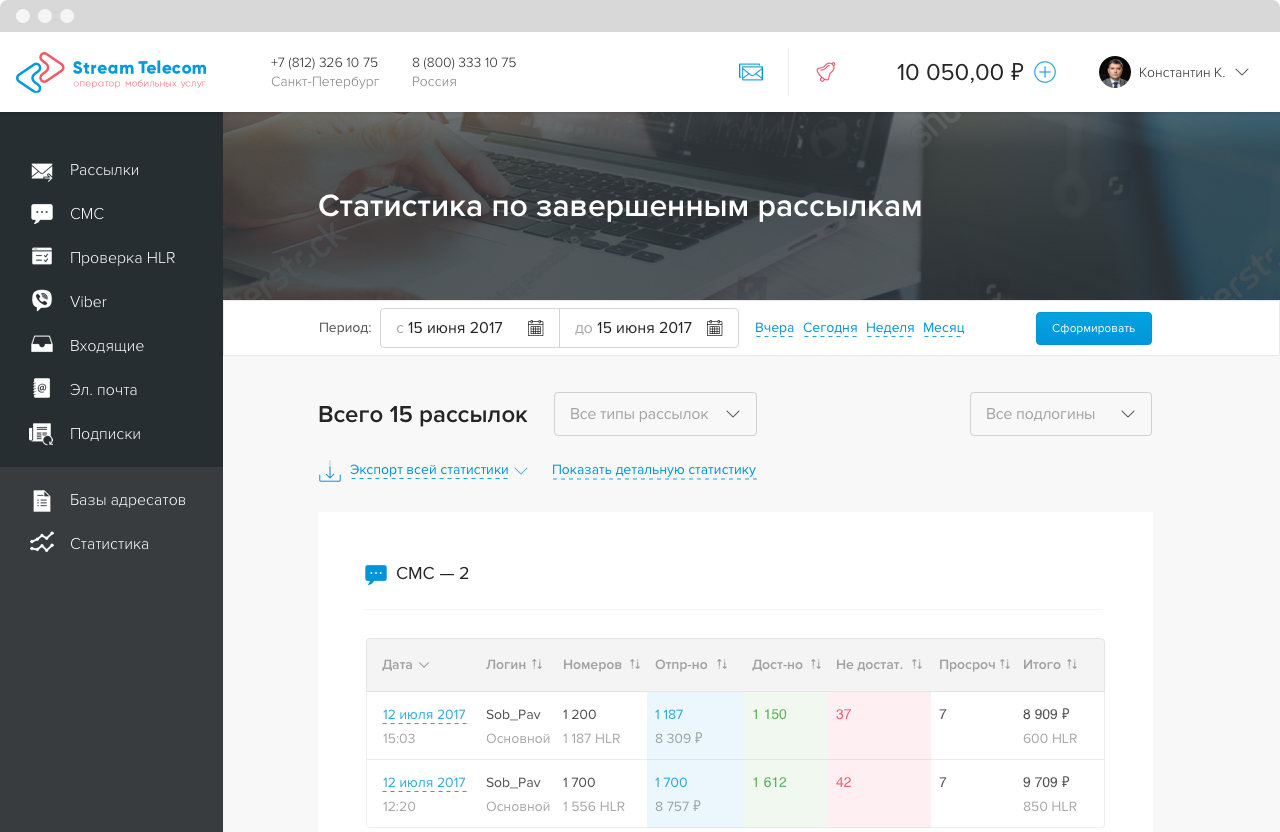 Stream Telecom
оператор мобильных услуг
+7 (812) 326 10 75
Санкт-Петербург
8 (800) 333 10 75
Россия
10 050,00 ₽
Константин К.
Рассылки
СМС
Проверка HLR
Viber
Входящие
Эл. почта
Подписки
Базы адресатов
Статистика
Статистика по завершенным рассылкам
Период: с 15 июня 2017 до 15 июня 2017 Вчера Сегодня Неделя Месяц Сформировать
Всего 15 рассылок Все типы рассылок Все подлогины
Экспорт всей статистики Показать детальную статистику
СМС — 2
Дата Логин Номеров Отпр-но Дост-но Не достат. Просроч Итого
12 июля 2017 Sob_Pav 1 200 1 187 1 150 37 7 8 909 ₽
15:03 Основной 1 187 HLR 8 309 ₽ 600 HLR
12 июля 2017 Sob_Pav 1 700 1 700 1 612 42 7 9 709 ₽
12:20 Основной 1 556 HLR 8 757 ₽ 850 HLR